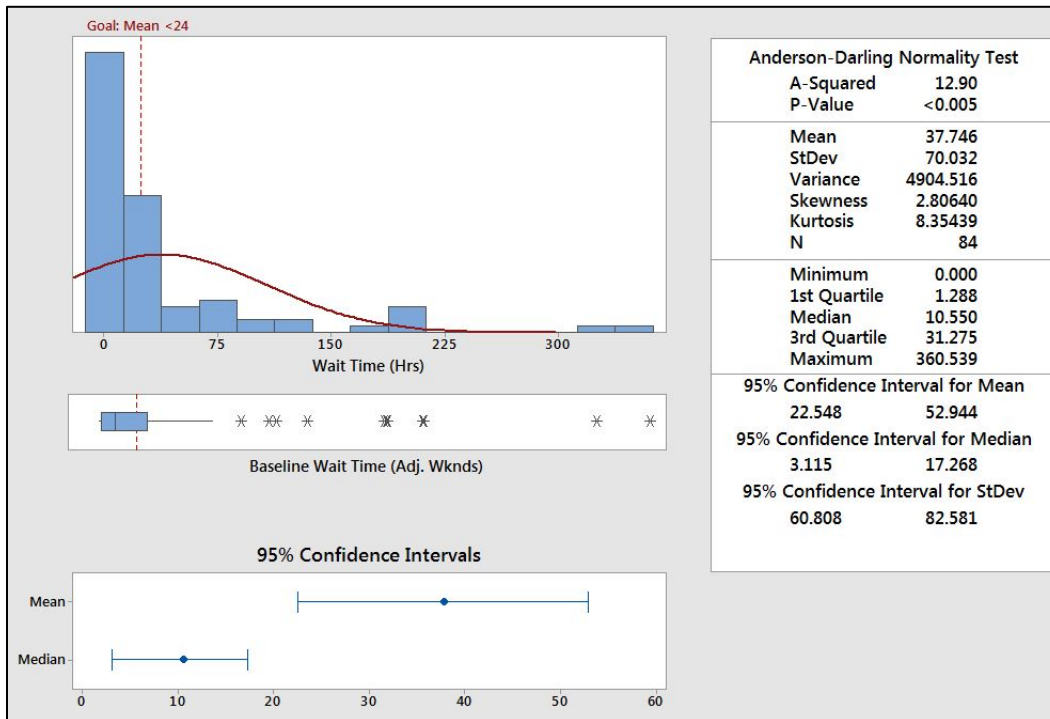 Goal: Mean <24
0 75 150 225 300
Wait Time (Hrs)
Baseline Wait Time (Adj. Wknds)
95% Confidence Intervals
Mean
Median
0 10 20 30 40 50 60
Anderson-Darling Normality Test
A-Squared 12.90
P-Value <0.005
Mean 37.746
StDev 70.032
Variance 4904.516
Skewness 2.80640
Kurtosis 8.35439
N 84
Minimum 0.000
1st Quartile 1.288
Median 10.550
3rd Quartile 31.275
Maximum 360.539
95% Confidence Interval for Mean
22.548 52.944
95% Confidence Interval for Median
3.115 17.268
95% Confidence Interval for StDev
60.808 82.581